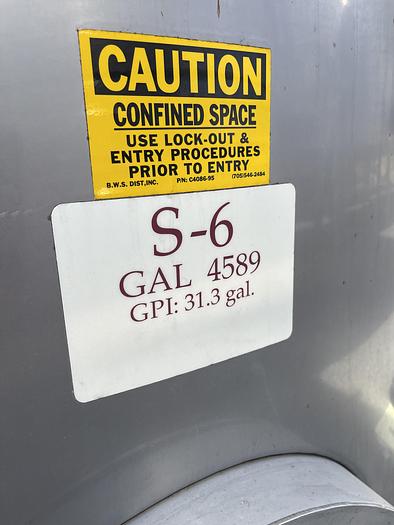 CAUTION
CONFINED SPACE
USE LOCK-OUT &
ENTRY PROCEDURES
PRIOR TO ENTRY
B.W.S. DIST, INC. P/N: C4086-95 (705)546-2484
S-6
GAL 4589
GPI: 31.3 gal.